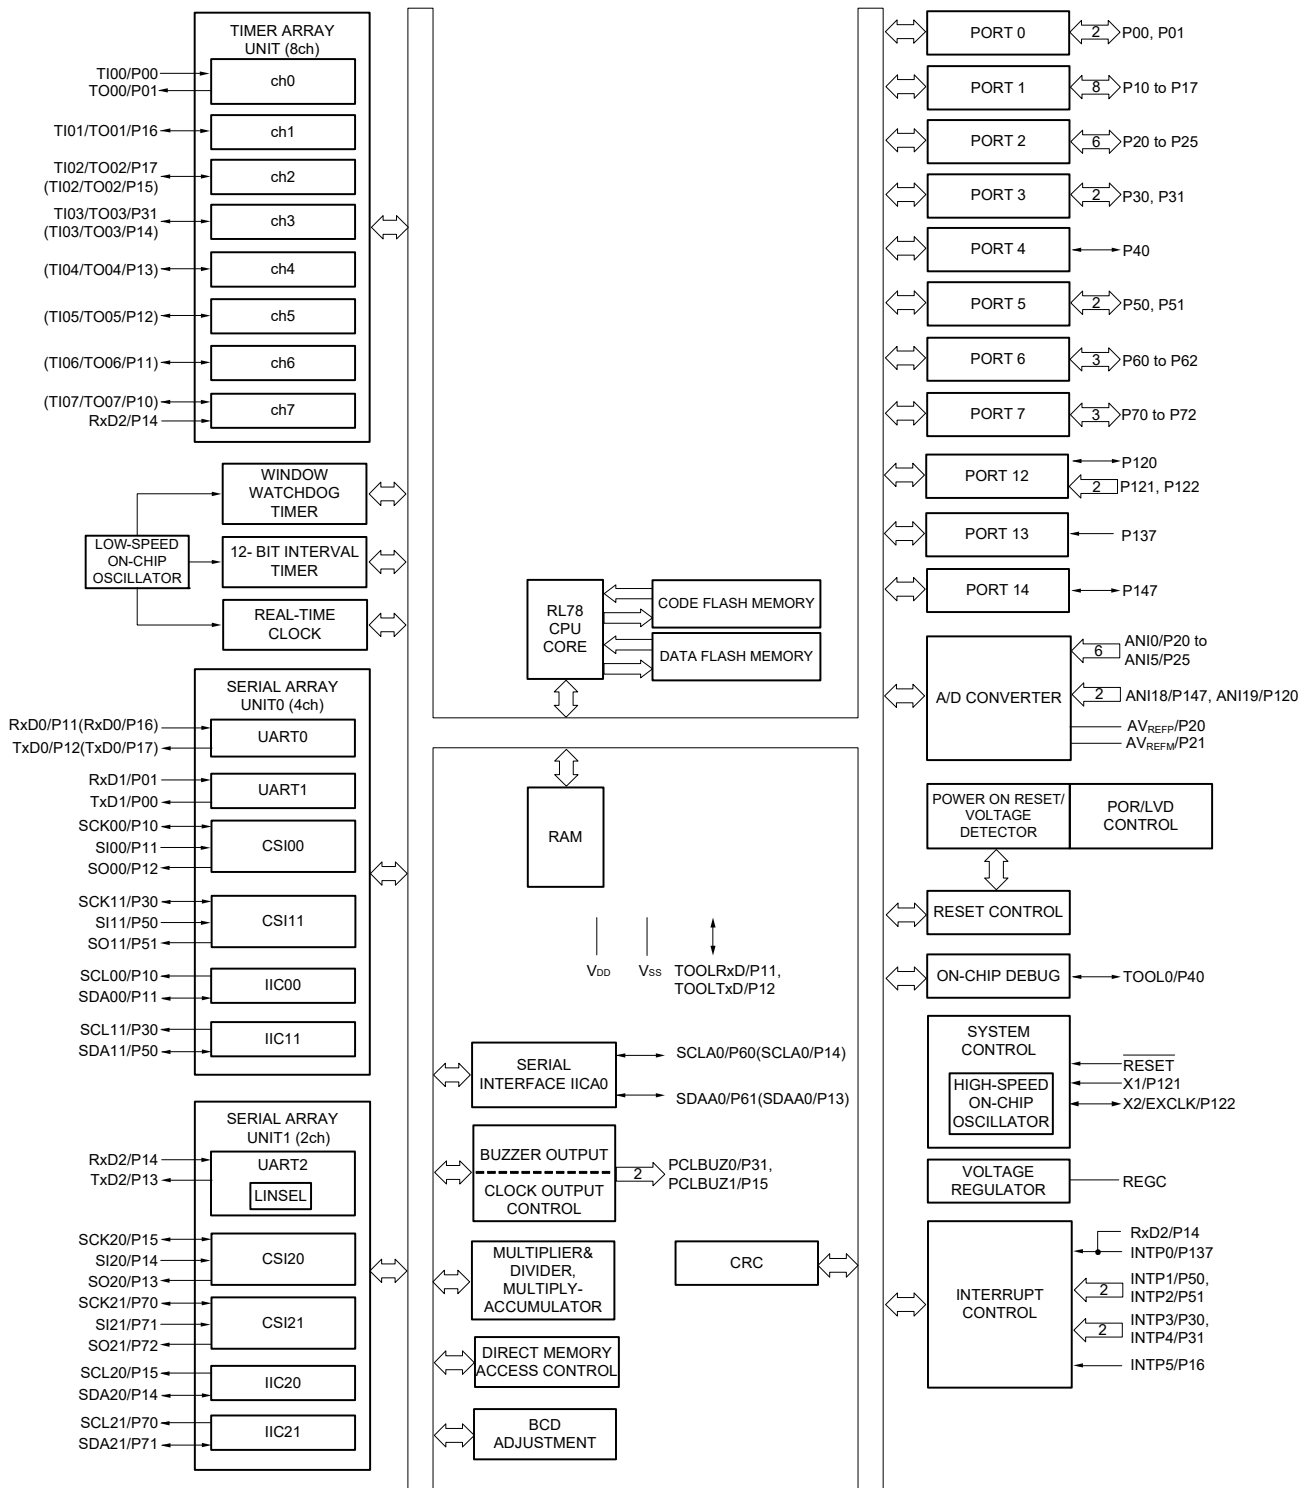 TIMER ARRAY
UNIT (8ch)
TI00/P00
TO00/P01
ch0
TI01/TO01/P16
ch1
TI02/TO02/P17
(TI02/TO02/P15)
ch2
TI03/TO03/P31
(TI03/TO03/P14)
ch3
(TI04/TO04/P13)
ch4
(TI05/TO05/P12)
ch5
(TI06/TO06/P11)
ch6
(TI07/TO07/P10)
RxD2/P14
ch7
WINDOW
WATCHDOG
TIMER
LOW-SPEED
ON-CHIP
OSCILLATOR
12- BIT INTERVAL
TIMER
REAL-TIME
CLOCK
SERIAL ARRAY
UNIT0 (4ch)
RxD0/P11(RxD0/P16)
TxD0/P12(TxD0/P17)
UART0
RxD1/P01
TxD1/P00
UART1
SCK00/P10
SI00/P11
SO00/P12
CSI00
SCK11/P30
SI11/P50
SO11/P51
CSI11
SCL00/P10
SDA00/P11
IIC00
SCL11/P30
SDA11/P50
IIC11
SERIAL ARRAY
UNIT1 (2ch)
RxD2/P14
TxD2/P13
UART2
LINSEL
SCK20/P15
SI20/P14
SO20/P13
CSI20
SCK21/P70
SI21/P71
SO21/P72
CSI21
SCL20/P15
SDA20/P14
IIC20
SCL21/P70
SDA21/P71
IIC21
RL78
CPU
CORE
CODE FLASH MEMORY
DATA FLASH MEMORY
RAM
VDD
VSS
TOOLRxD/P11,
TOOLTxD/P12
SERIAL
INTERFACE IICA0
SCLA0/P60(SCLA0/P14)
SDAA0/P61(SDAA0/P13)
BUZZER OUTPUT
CLOCK OUTPUT
CONTROL
2
PCLBUZ0/P31,
PCLBUZ1/P15
MULTIPLIER&
DIVIDER,
MULTIPLY-
ACCUMULATOR
CRC
DIRECT MEMORY
ACCESS CONTROL
BCD
ADJUSTMENT
PORT 0
2
P00, P01
PORT 1
8
P10 to P17
PORT 2
6
P20 to P25
PORT 3
2
P30, P31
PORT 4
P40
PORT 5
2
P50, P51
PORT 6
3
P60 to P62
PORT 7
3
P70 to P72
PORT 12
P120
2
P121, P122
PORT 13
P137
PORT 14
P147
A/D CONVERTER
6
ANI0/P20 to
ANI5/P25
2
ANI18/P147, ANI19/P120
AVREFP/P20
AVREFM/P21
POWER ON RESET/
VOLTAGE
DETECTOR
POR/LVD
CONTROL
RESET CONTROL
ON-CHIP DEBUG
TOOL0/P40
SYSTEM
CONTROL
HIGH-SPEED
ON-CHIP
OSCILLATOR
RESET
X1/P121
X2/EXCLK/P122
VOLTAGE
REGULATOR
REGC
INTERRUPT
CONTROL
RxD2/P14
INTP0/P137
2
INTP1/P50,
INTP2/P51
2
INTP3/P30,
INTP4/P31
INTP5/P16